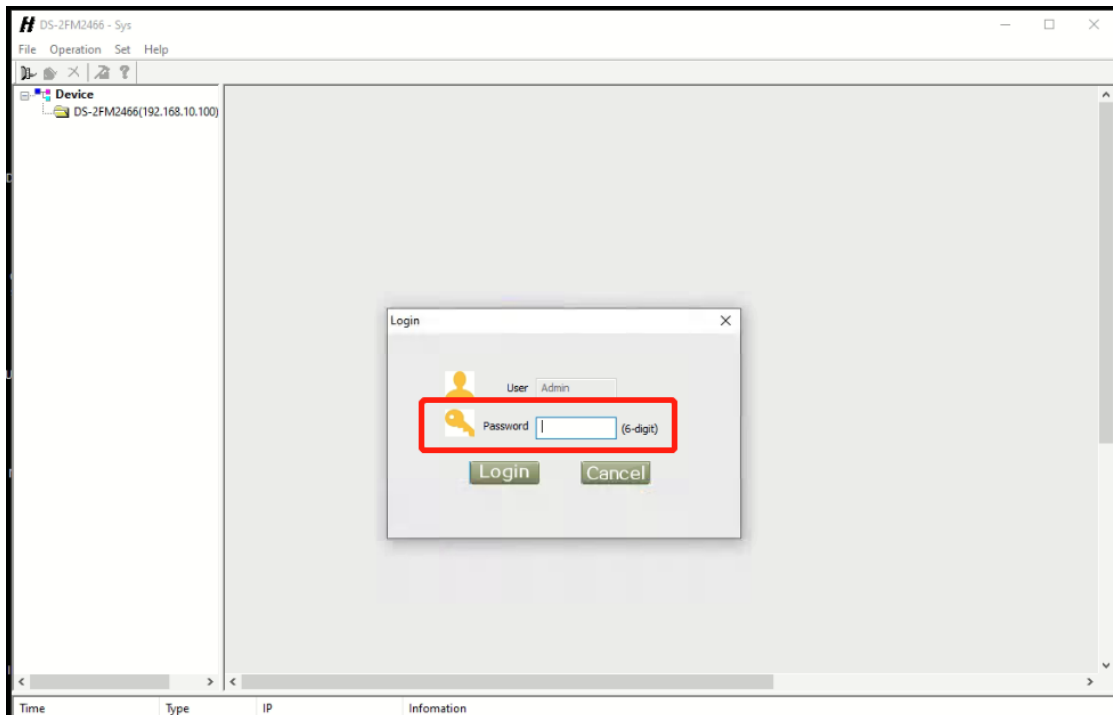 DS-2FM2466 - Sys
File Operation Set Help
Device
DS-2FM2466(192.168.10.100)
Login
User Admin
Password (6-digit)
Login Cancel
Time Type IP Infomation